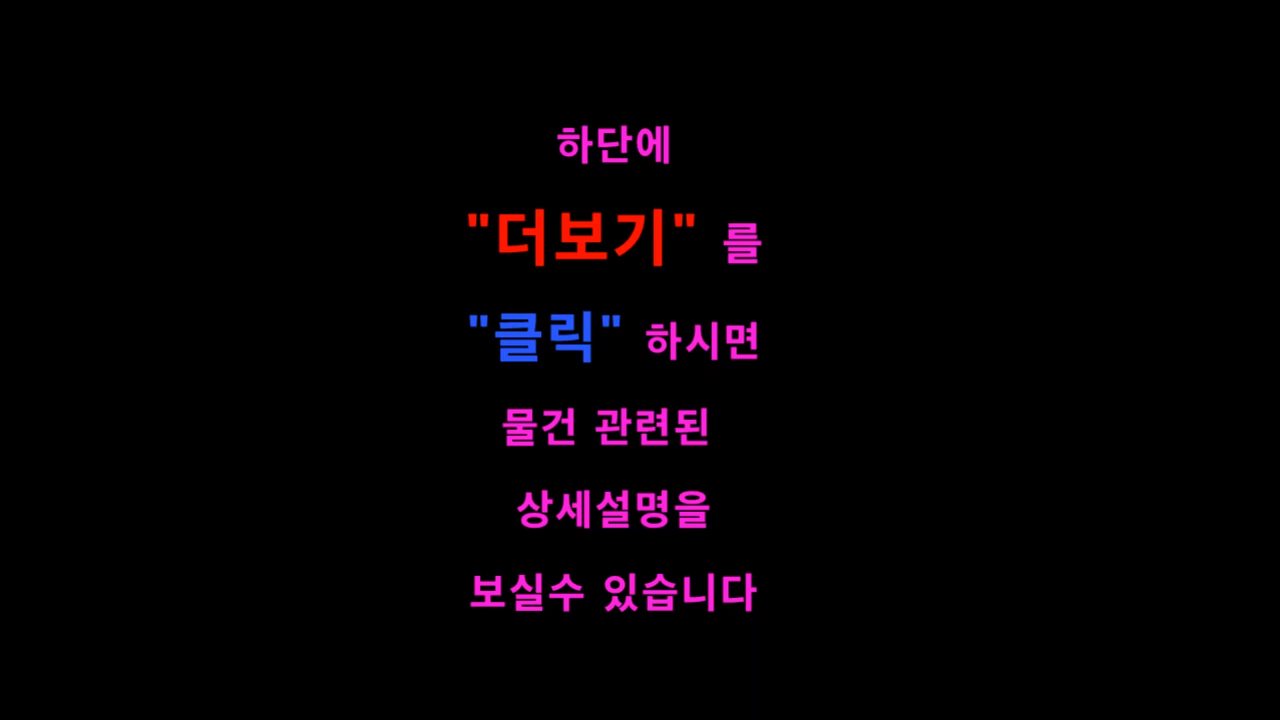 하단에
"더보기" 를
"클릭" 하시면
물건 관련된
상세설명을
보실수 있습니다